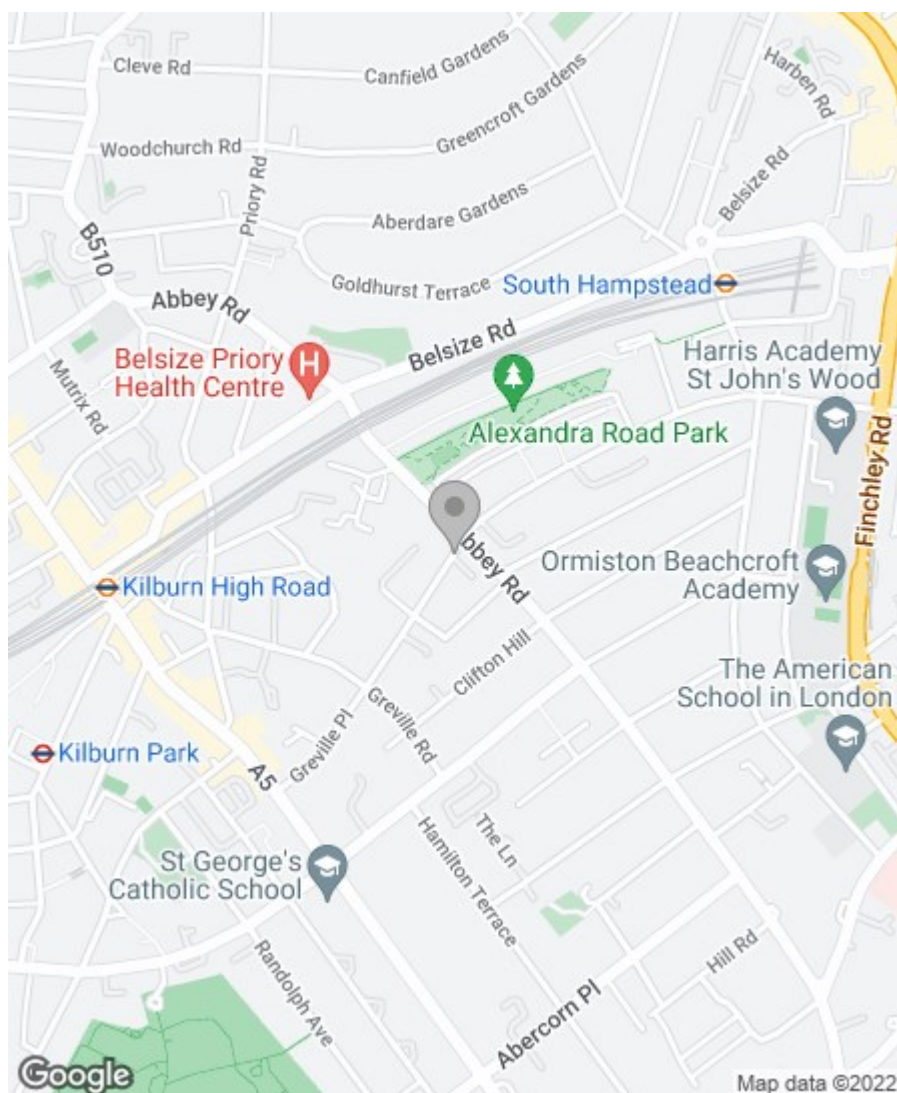 Cleve Rd
Canfield Gardens
Harben Rd
Greencroft Gardens
Woodchurch Rd
Priory Rd
Belsize Rd
Aberdare Gardens
B510
Goldhurst Terrace
South Hampstead
Abbey Rd
Belsize Rd
Belsize Priory
Health Centre
Harris Academy
St John's Wood
Mutrix Rd
Alexandra Road Park
Finchley Rd
Abbey Rd
Kilburn High Road
Ormiston Beachcroft
Academy
Clifton Hill
The American
School in London
Greville Rd
Greville Pl
Kilburn Park
A5
The Ln
Hamilton Terrace
St George's
Catholic School
Hill Rd
Randolph Ave
Abercorn Pl
Google
Map data ©2022